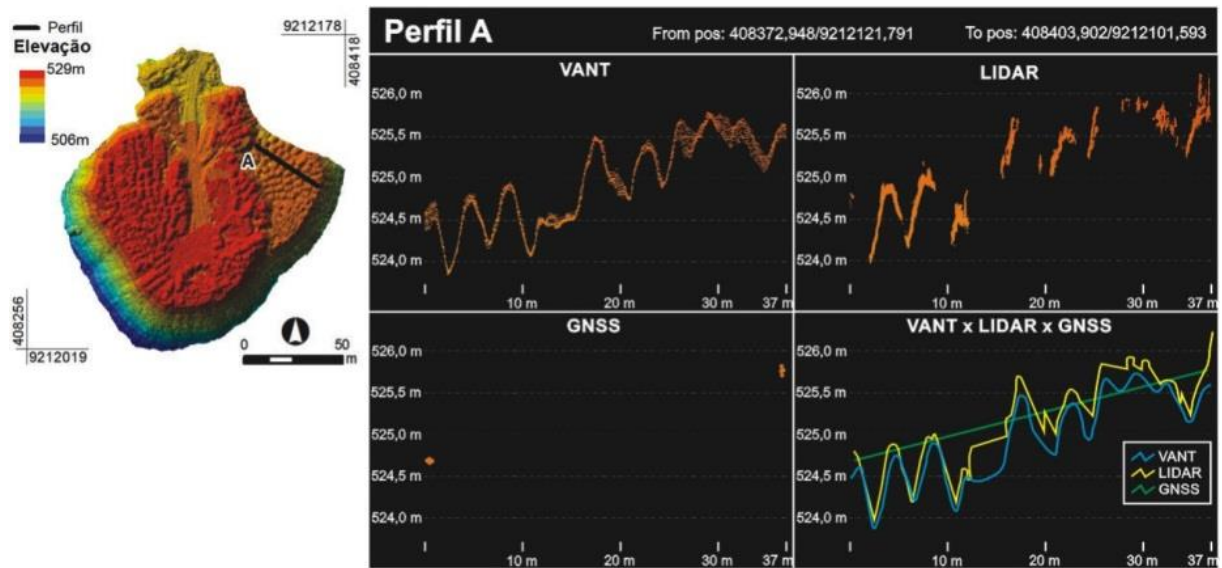 Perfil
Elevação
529m
506m
9212178
408418
A
408256
9212019
0 50
m
Perfil A
From pos: 408372,948/9212121,791
To pos: 408403,902/9212101,593
VANT
526,0 m
525,5 m
525,0 m
524,5 m
524,0 m
10 m
20 m
30 m
37 m
LIDAR
526,0 m
525,5 m
525,0 m
524,5 m
524,0 m
10 m
20 m
30 m
37 m
GNSS
526,0 m
525,5 m
525,0 m
524,5 m
524,0 m
10 m
20 m
30 m
37 m
VANT x LIDAR x GNSS
526,0 m
525,5 m
525,0 m
524,5 m
524,0 m
10 m
20 m
30 m
37 m
VANT
LIDAR
GNSS